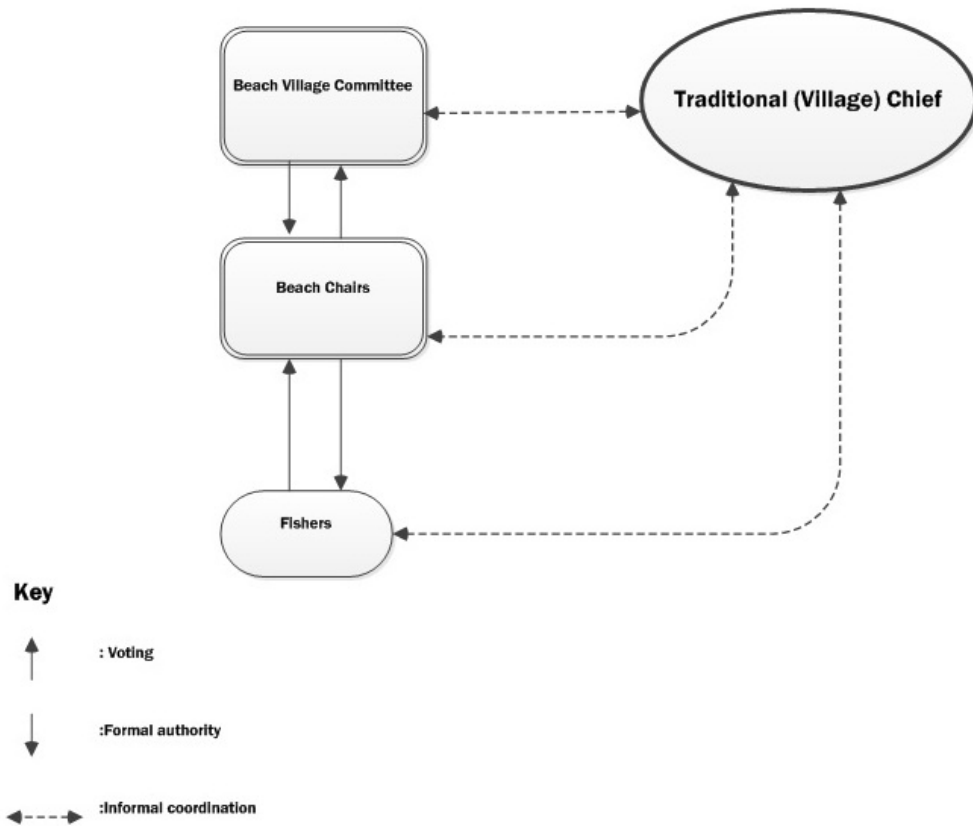 Beach Village Committee
Traditional (Village) Chief
Beach Chairs
Fishers
Key
: Voting
:Formal authority
:Informal coordination